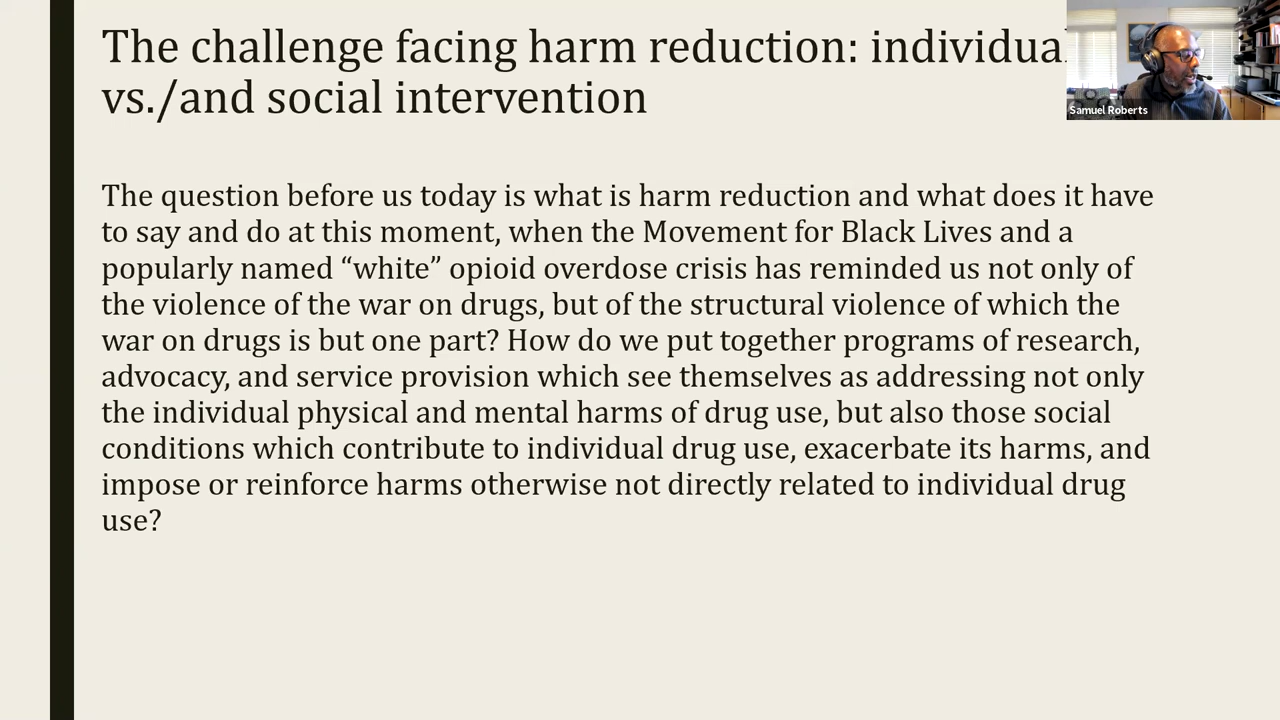 The challenge facing harm reduction: individual
vs./and social intervention
Samuel Roberts
The question before us today is what is harm reduction and what does it have
to say and do at this moment, when the Movement for Black Lives and a
popularly named “white” opioid overdose crisis has reminded us not only of
the violence of the war on drugs, but of the structural violence of which the
war on drugs is but one part? How do we put together programs of research,
advocacy, and service provision which see themselves as addressing not only
the individual physical and mental harms of drug use, but also those social
conditions which contribute to individual drug use, exacerbate its harms, and
impose or reinforce harms otherwise not directly related to individual drug
use?